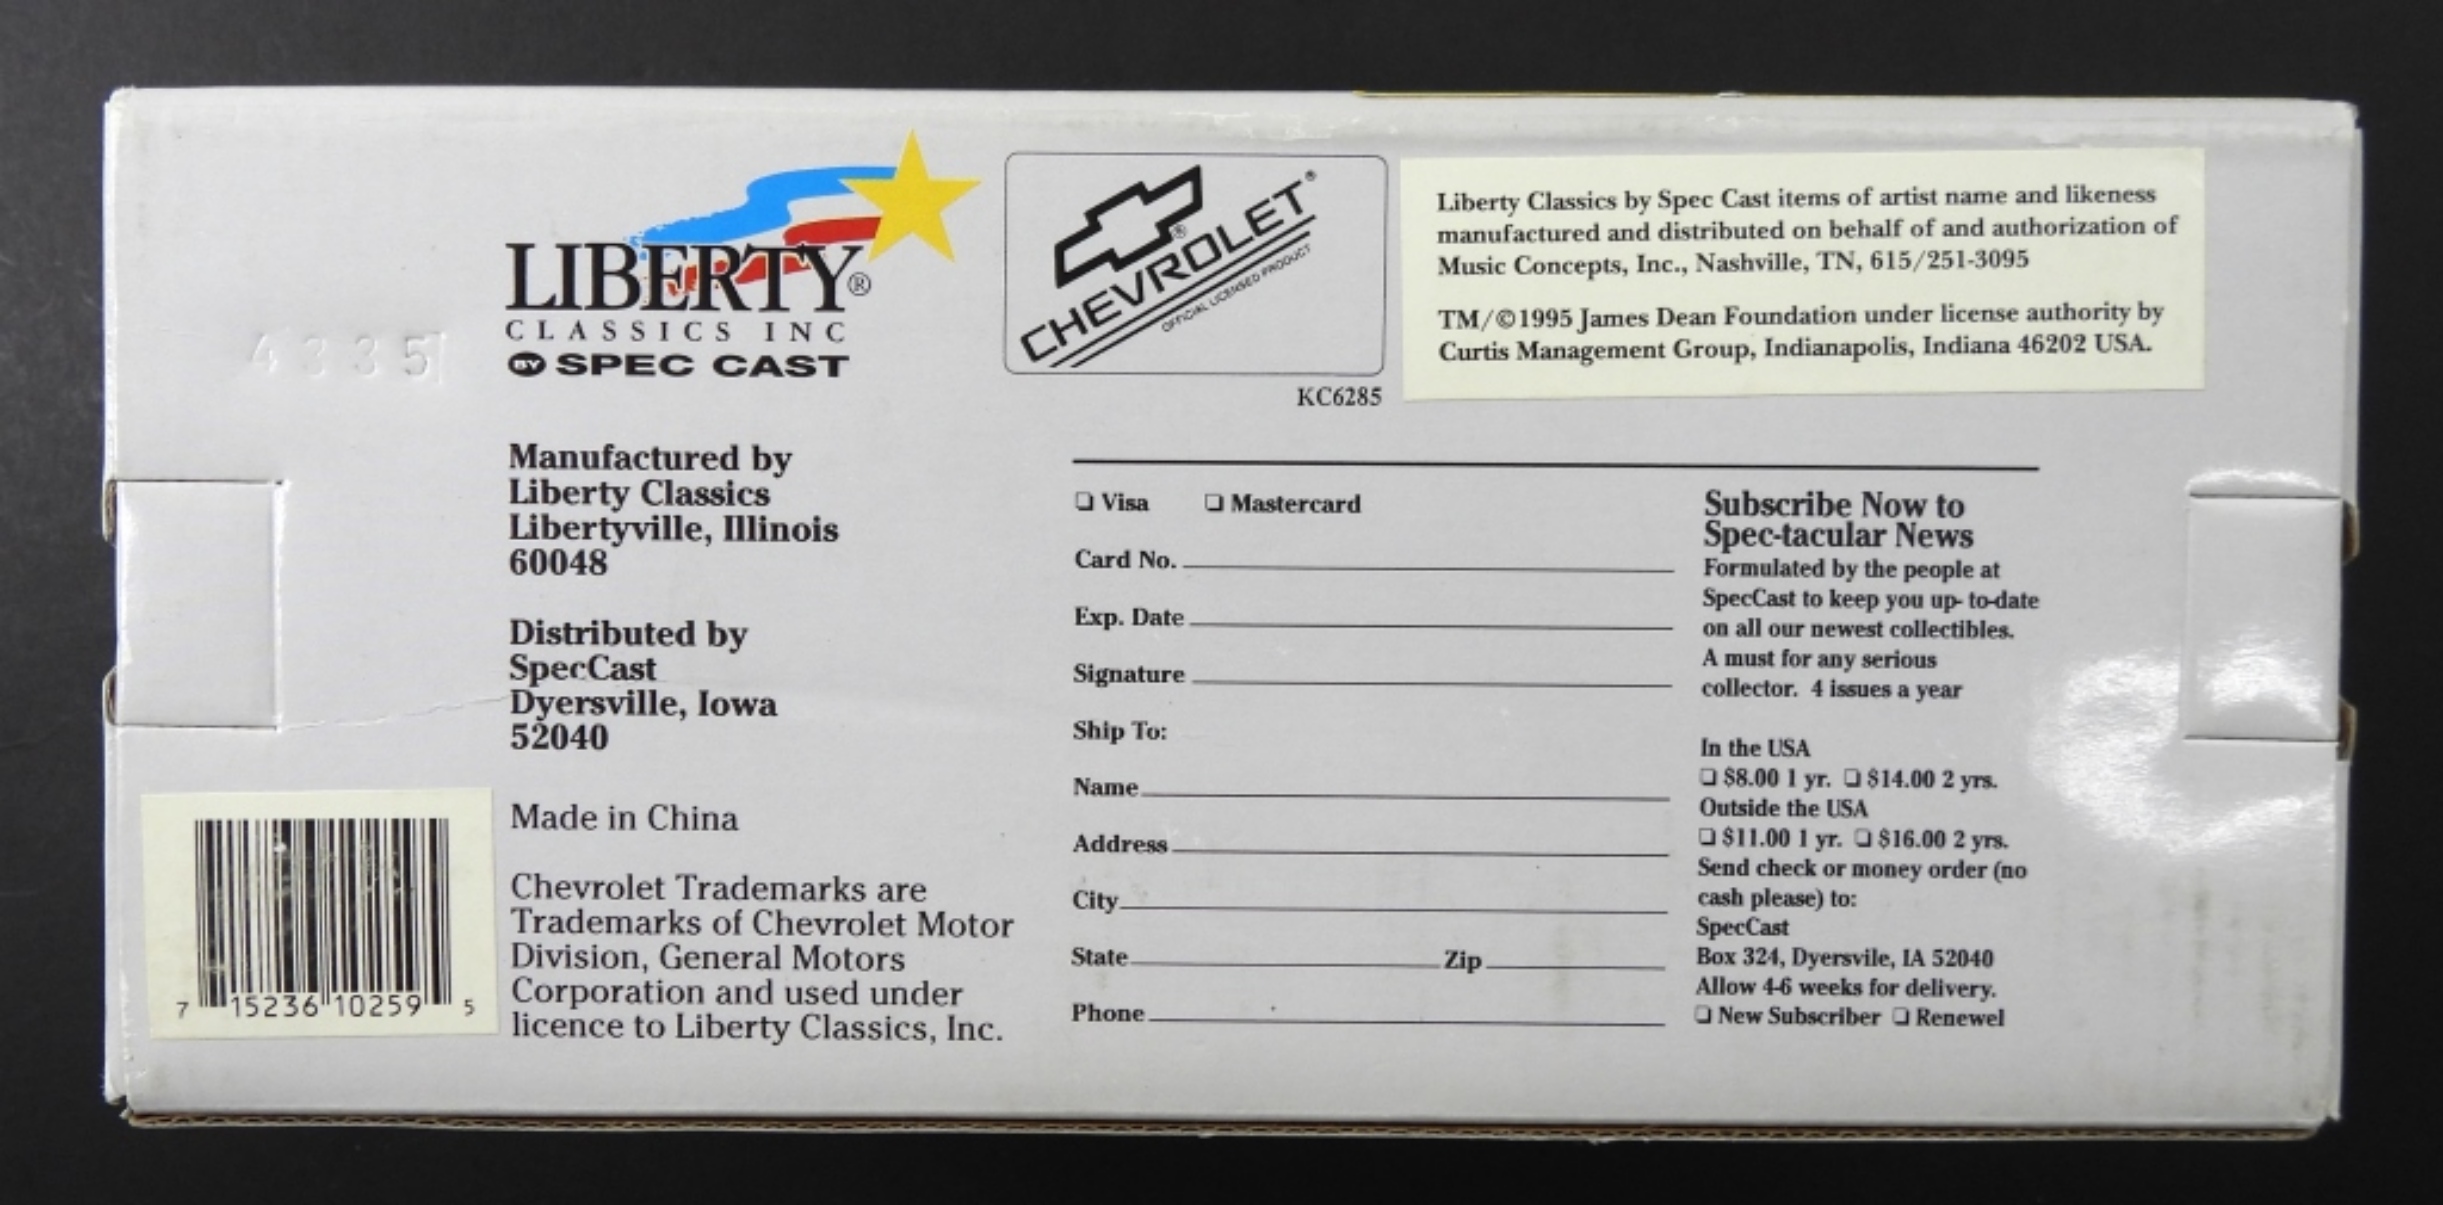 4335
LIBERTY®
CLASSICS INC
BY SPEC CAST
®
CHEVROLET®
OFFICIAL LICENSED PRODUCT
KC6285
Liberty Classics by Spec Cast items of artist name and likeness
manufactured and distributed on behalf of and authorization of
Music Concepts, Inc., Nashville, TN, 615/251-3095
TM/©1995 James Dean Foundation under license authority by
Curtis Management Group, Indianapolis, Indiana 46202 USA.
Manufactured by
Liberty Classics
Libertyville, Illinois
60048
Distributed by
SpecCast
Dyersville, Iowa
52040
Made in China
Chevrolet Trademarks are
Trademarks of Chevrolet Motor
Division, General Motors
Corporation and used under
licence to Liberty Classics, Inc.
7 15236 10259 5
❏ Visa ❏ Mastercard
Card No.
Exp. Date
Signature
Ship To:
Name
Address
City
State Zip
Phone
Subscribe Now to
Spec-tacular News
Formulated by the people at
SpecCast to keep you up- to-date
on all our newest collectibles.
A must for any serious
collector. 4 issues a year
In the USA
❏ $8.00 1 yr. ❏ $14.00 2 yrs.
Outside the USA
❏ $11.00 1 yr. ❏ $16.00 2 yrs.
Send check or money order (no
cash please) to:
SpecCast
Box 324, Dyersvile, IA 52040
Allow 4-6 weeks for delivery.
❏ New Subscriber ❏ Renewel